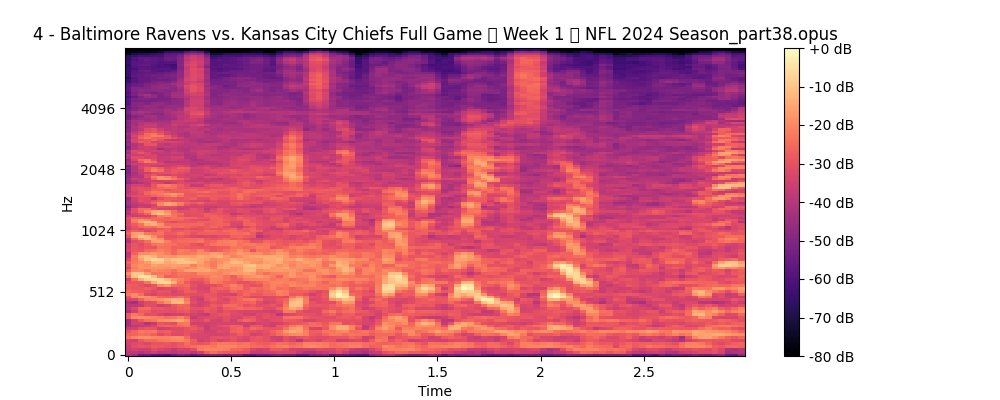 4 - Baltimore Ravens vs. Kansas City Chiefs Full Game  Week 1  NFL 2024 Season_part38.opus
+0 dB
-10 dB
-20 dB
-30 dB
-40 dB
-50 dB
-60 dB
-70 dB
-80 dB
4096
2048
1024
512
0
Hz
0
0.5
1
1.5
2
2.5
Time